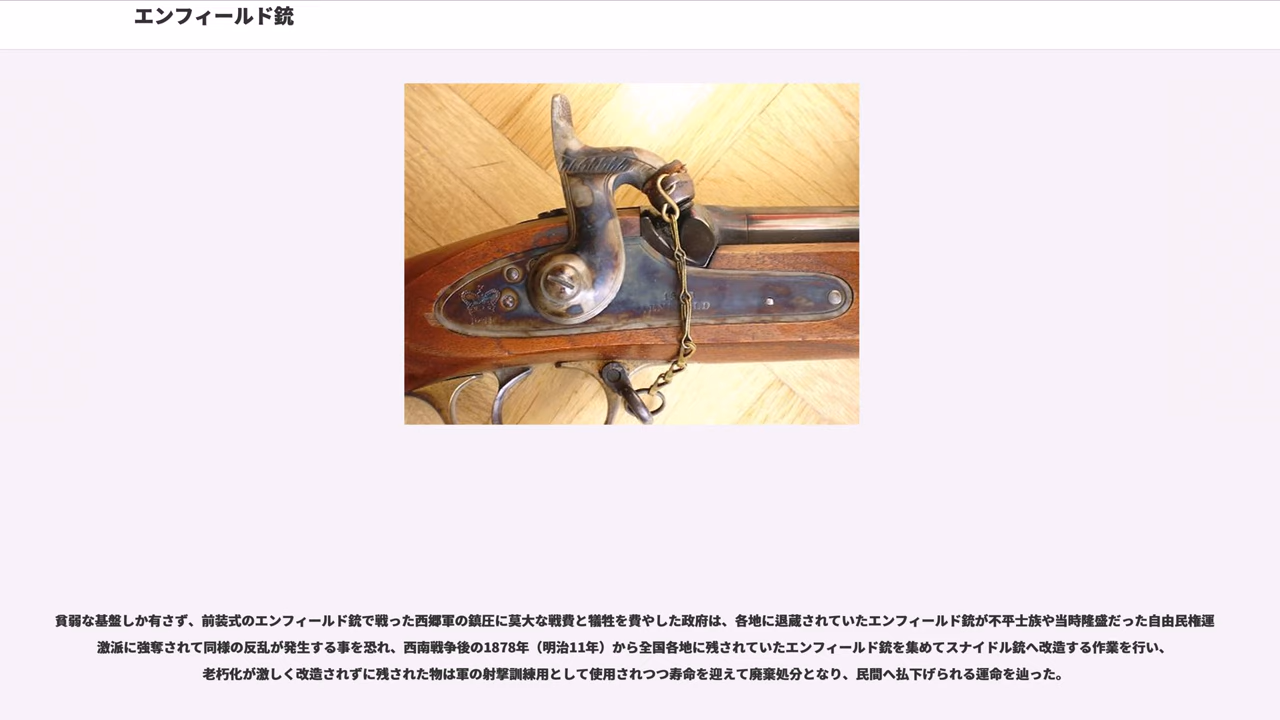 エンフィールド銃
貧弱な基盤しか有さず、前装式のエンフィールド銃で戦った西郷軍の鎮圧に莫大な戦費と犠牲を費やした政府は、各地に退蔵されていたエンフィールド銃が不平士族や当時隆盛だった自由民権運
激派に強奪されて同様の反乱が発生する事を恐れ、西南戦争後の1878年（明治11年）から全国各地に残されていたエンフィールド銃を集めてスナイドル銃へ改造する作業を行い、
老朽化が激しく改造されずに残された物は軍の射撃訓練用として使用されつつ寿命を迎えて廃棄処分となり、民間へ払下げられる運命を辿った。